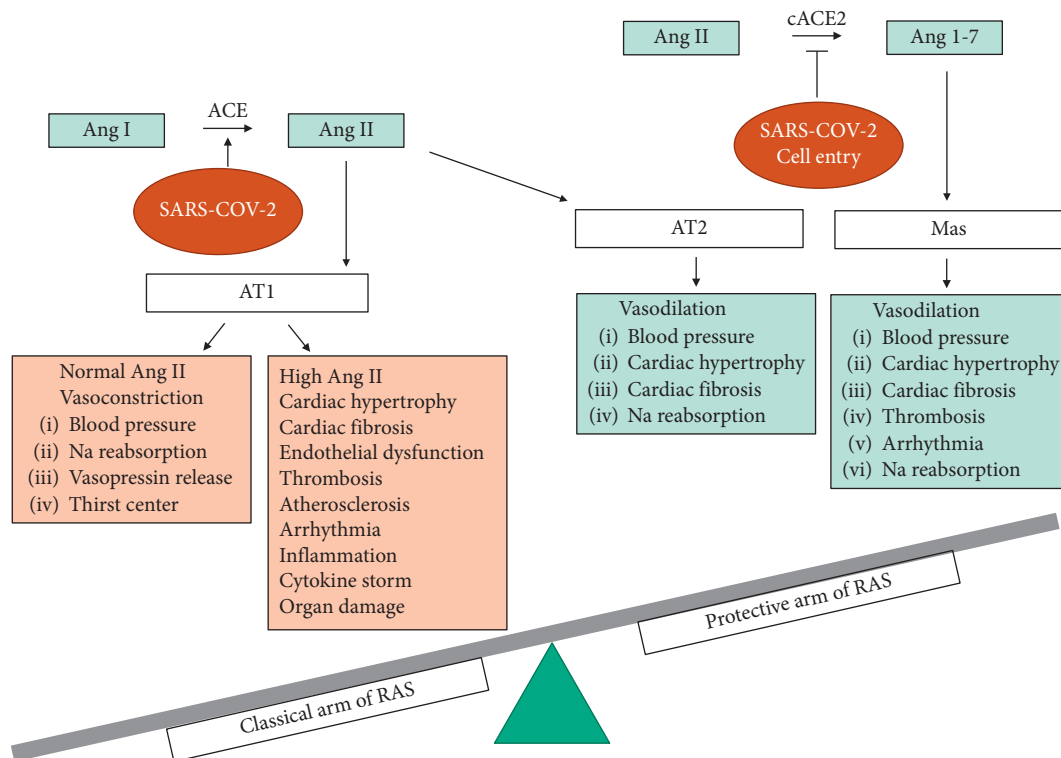 Ang I
ACE
Ang II
SARS-COV-2
AT1
Normal Ang II
Vasoconstriction
(i) Blood pressure
(ii) Na reabsorption
(iii) Vasopressin release
(iv) Thirst center
High Ang II
Cardiac hypertrophy
Cardiac fibrosis
Endothelial dysfunction
Thrombosis
Atherosclerosis
Arrhythmia
Inflammation
Cytokine storm
Organ damage
Ang II
cACE2
Ang 1-7
SARS-COV-2
Cell entry
AT2
Mas
Vasodilation
(i) Blood pressure
(ii) Cardiac hypertrophy
(iii) Cardiac fibrosis
(iv) Na reabsorption
Vasodilation
(i) Blood pressure
(ii) Cardiac hypertrophy
(iii) Cardiac fibrosis
(iv) Thrombosis
(v) Arrhythmia
(vi) Na reabsorption
Classical arm of RAS
Protective arm of RAS